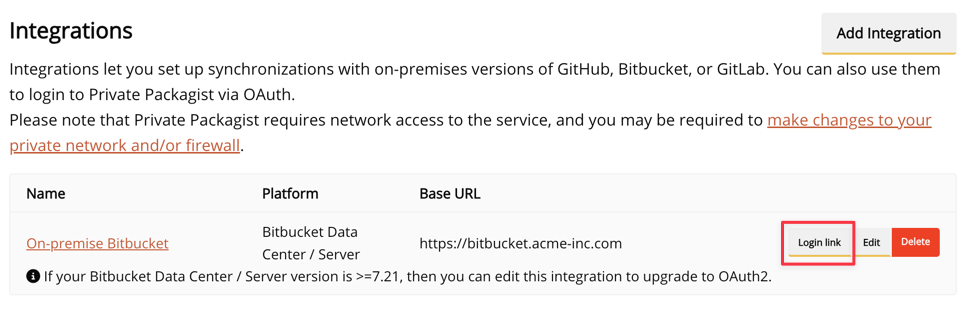 Integrations
Add Integration
Integrations let you set up synchronizations with on-premises versions of GitHub, Bitbucket, or GitLab. You can also use them
to login to Private Packagist via OAuth.
Please note that Private Packagist requires network access to the service, and you may be required to make changes to your
private network and/or firewall.
Name Platform Base URL
On-premise Bitbucket Bitbucket Data Center / Server https://bitbucket.acme-inc.com Login link Edit Delete
If your Bitbucket Data Center / Server version is >=7.21, then you can edit this integration to upgrade to OAuth2.